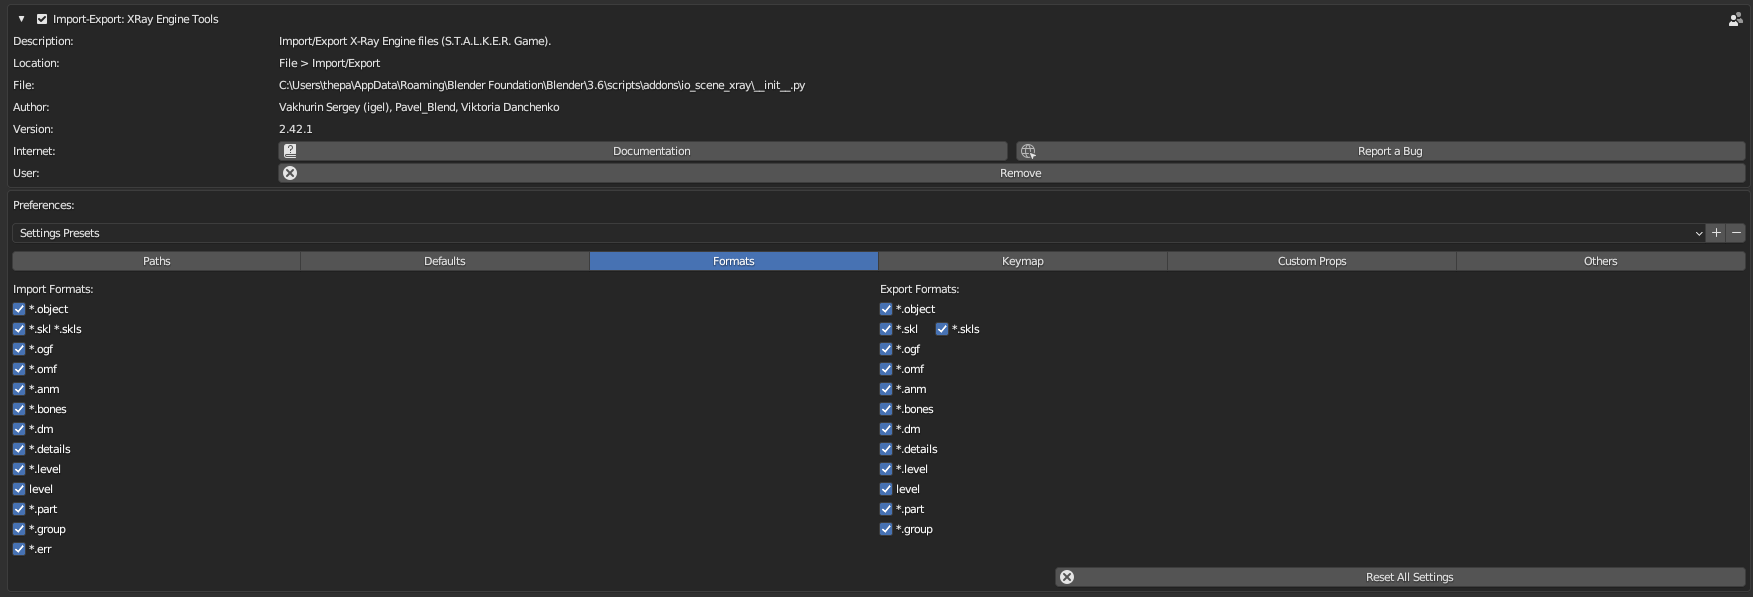 Import-Export: XRay Engine Tools
Description: Import/Export X-Ray Engine files (S.T.A.L.K.E.R. Game).
Location: File > Import/Export
File: C:\Users\thepa\AppData\Roaming\Blender Foundation\Blender\3.6\scripts\addons\io_scene_xray\__init__.py
Author: Vakhurin Sergey (igel), Pavel_Blend, Viktoria Danchenko
Version: 2.42.1
Internet: Documentation Report a Bug
User: Remove
Preferences:
Settings Presets
Paths Defaults Formats Keymap Custom Props Others
Import Formats: Export Formats:
*.object *.object
*.skl *.skls *.skl *.skls
*.ogf *.ogf
*.omf *.omf
*.anm *.anm
*.bones *.bones
*.dm *.dm
*.details *.details
*.level *.level
level level
*.part *.part
*.group *.group
*.err
Reset All Settings